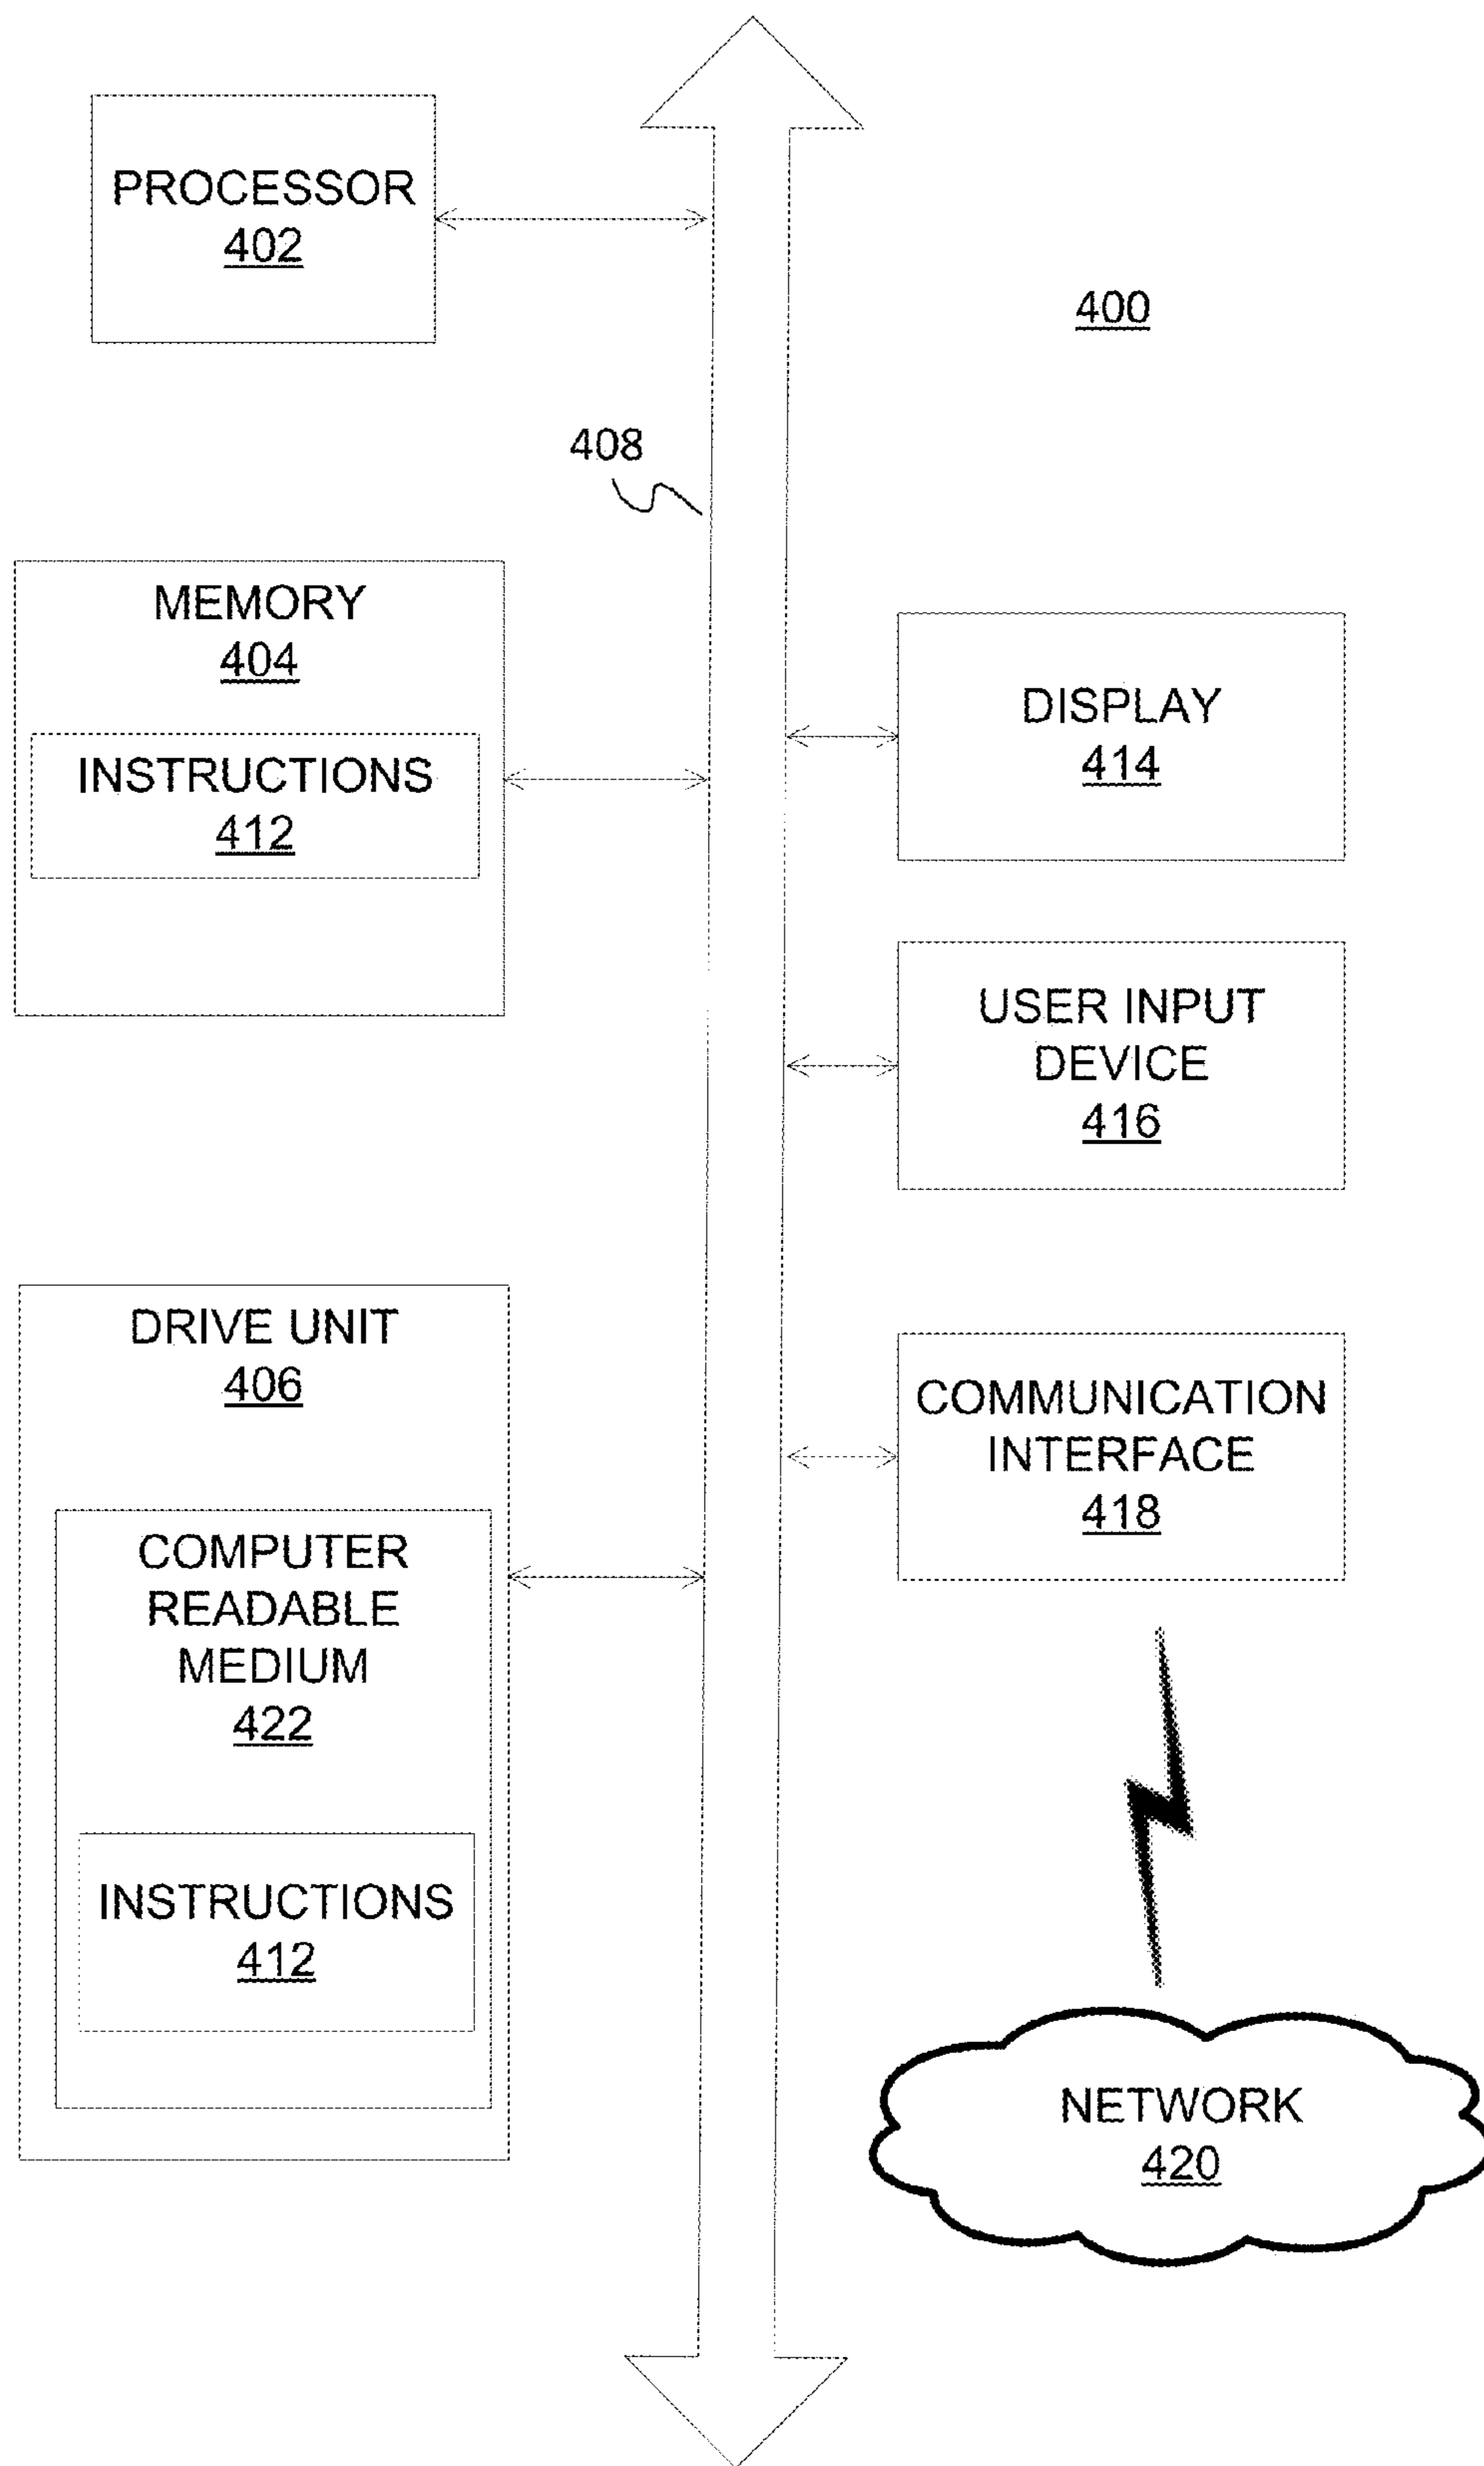 PROCESSOR
402
400
408
MEMORY
404
INSTRUCTIONS
412
DISPLAY
414
USER INPUT
DEVICE
416
DRIVE UNIT
406
COMPUTER
READABLE
MEDIUM
422
INSTRUCTIONS
412
COMMUNICATION
INTERFACE
418
NETWORK
420